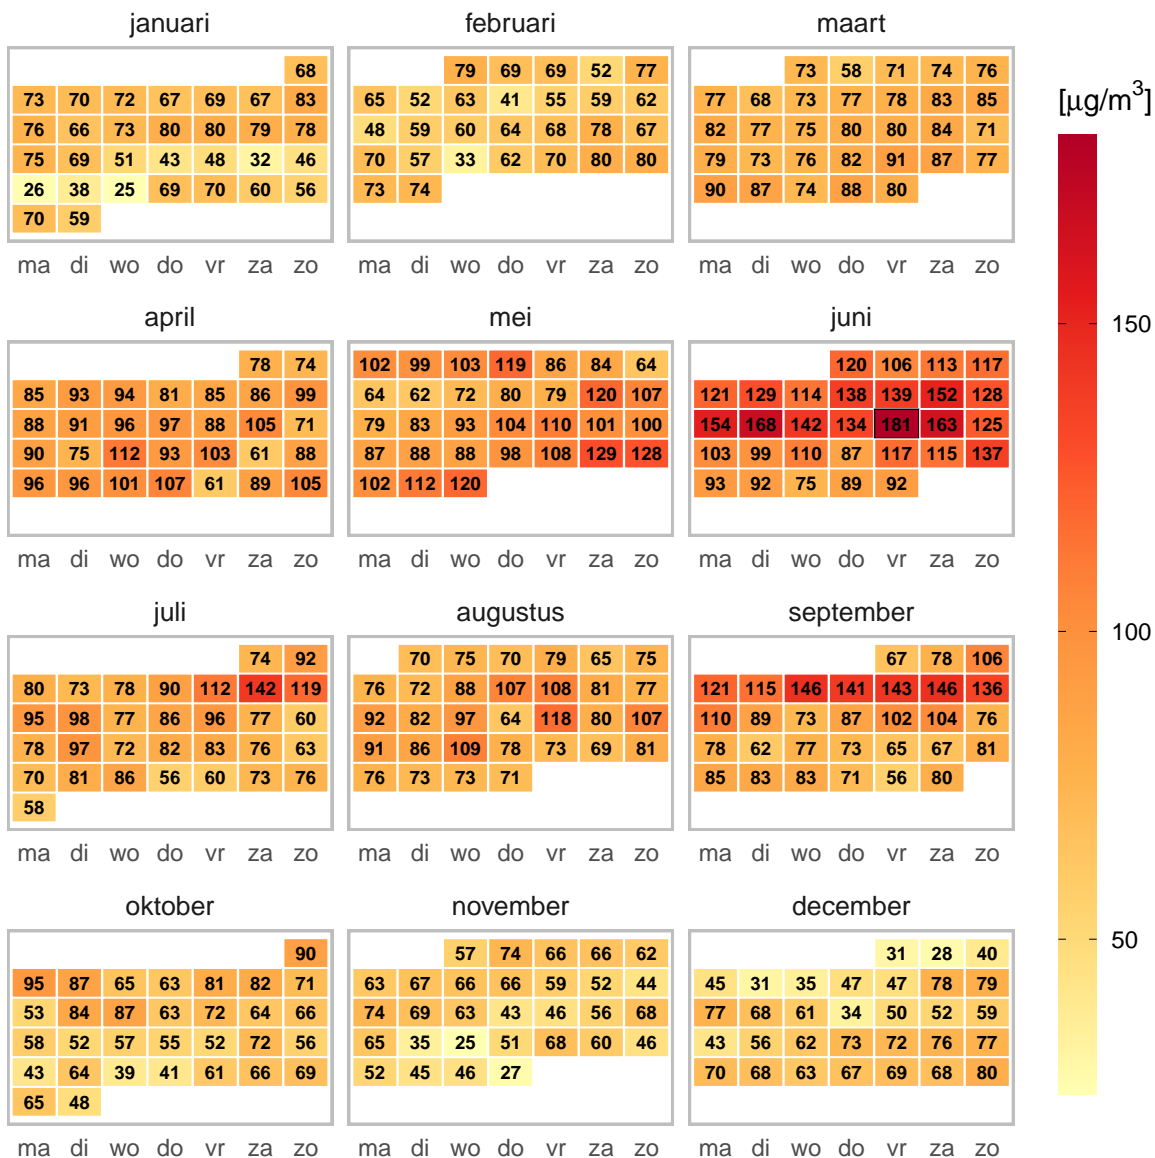 januari februari maart
68 79 69 69 52 77 73 58 71 74 76
73 70 72 67 69 67 83 65 52 63 41 55 59 62 77 68 73 77 78 83 85
76 66 73 80 80 79 78 48 59 60 64 68 78 67 82 77 75 80 80 84 71
75 69 51 43 48 32 46 70 57 33 62 70 80 80 79 73 76 82 91 87 77
26 38 25 69 70 60 56 73 74 90 87 74 88 80
70 59
ma di wo do vr za zo ma di wo do vr za zo ma di wo do vr za zo
april mei juni
78 74 102 99 103 119 86 84 64 120 106 113 117
85 93 94 81 85 86 99 64 62 72 80 79 120 107 121 129 114 138 139 152 128
88 91 96 97 88 105 71 79 83 93 104 110 101 100 154 168 142 134 181 163 125
90 75 112 93 103 61 88 87 88 88 98 108 129 128 103 99 110 87 117 115 137
96 96 101 107 61 89 105 102 112 120 93 92 75 89 92
ma di wo do vr za zo ma di wo do vr za zo ma di wo do vr za zo
juli augustus september
74 92 70 75 70 79 65 75 67 78 106
80 73 78 90 112 142 119 76 72 88 107 108 81 77 121 115 146 141 143 146 136
95 98 77 86 96 77 60 92 82 97 64 118 80 107 110 89 73 87 102 104 76
78 97 72 82 83 76 63 91 86 109 78 73 69 81 78 62 77 73 65 67 81
70 81 86 56 60 73 76 76 73 73 71 85 83 83 71 56 80
58
ma di wo do vr za zo ma di wo do vr za zo ma di wo do vr za zo
oktober november december
90 57 74 66 66 62 31 28 40
95 87 65 63 81 82 71 63 67 66 66 59 52 44 45 31 35 47 47 78 79
53 84 87 63 72 64 66 74 69 63 43 46 56 68 77 68 61 34 50 52 59
58 52 57 55 52 72 56 65 35 25 51 68 60 46 43 56 62 73 72 76 77
43 64 39 41 61 66 69 52 45 46 27 70 68 63 67 69 68 80
65 48
ma di wo do vr za zo ma di wo do vr za zo ma di wo do vr za zo
[μg/m³]
150
100
50